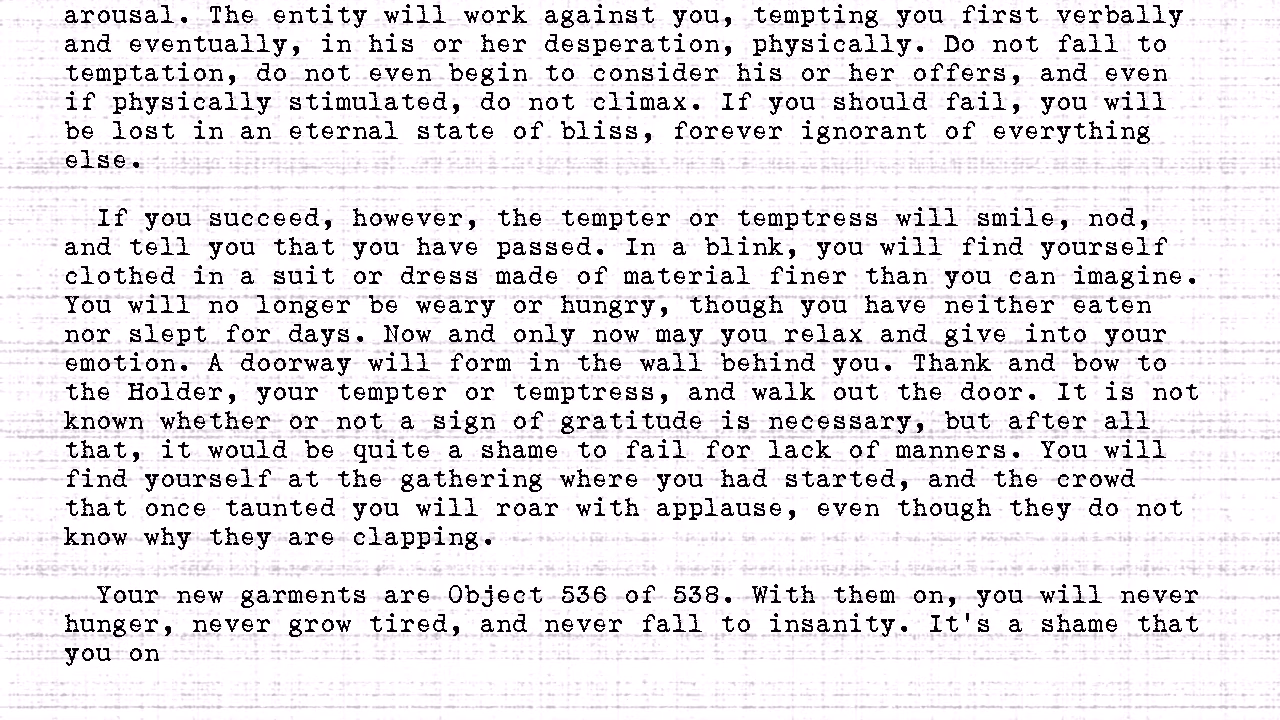 arousal. The entity will work against you, tempting you first verbally
and eventually, in his or her desperation, physically. Do not fall to
temptation, do not even begin to consider his or her offers, and even
if physically stimulated, do not climax. If you should fail, you will
be lost in an eternal state of bliss, forever ignorant of everything
else.
If you succeed, however, the tempter or temptress will smile, nod,
and tell you that you have passed. In a blink, you will find yourself
clothed in a suit or dress made of material finer than you can imagine.
You will no longer be weary or hungry, though you have neither eaten
nor slept for days. Now and only now may you relax and give into your
emotion. A doorway will form in the wall behind you. Thank and bow to
the Holder, your tempter or temptress, and walk out the door. It is not
known whether or not a sign of gratitude is necessary, but after all
that, it would be quite a shame to fail for lack of manners. You will
find yourself at the gathering where you had started, and the crowd
that once taunted you will roar with applause, even though they do not
know why they are clapping.
Your new garments are Object 536 of 538. With them on, you will never
hunger, never grow tired, and never fall to insanity. It's a shame that
you on